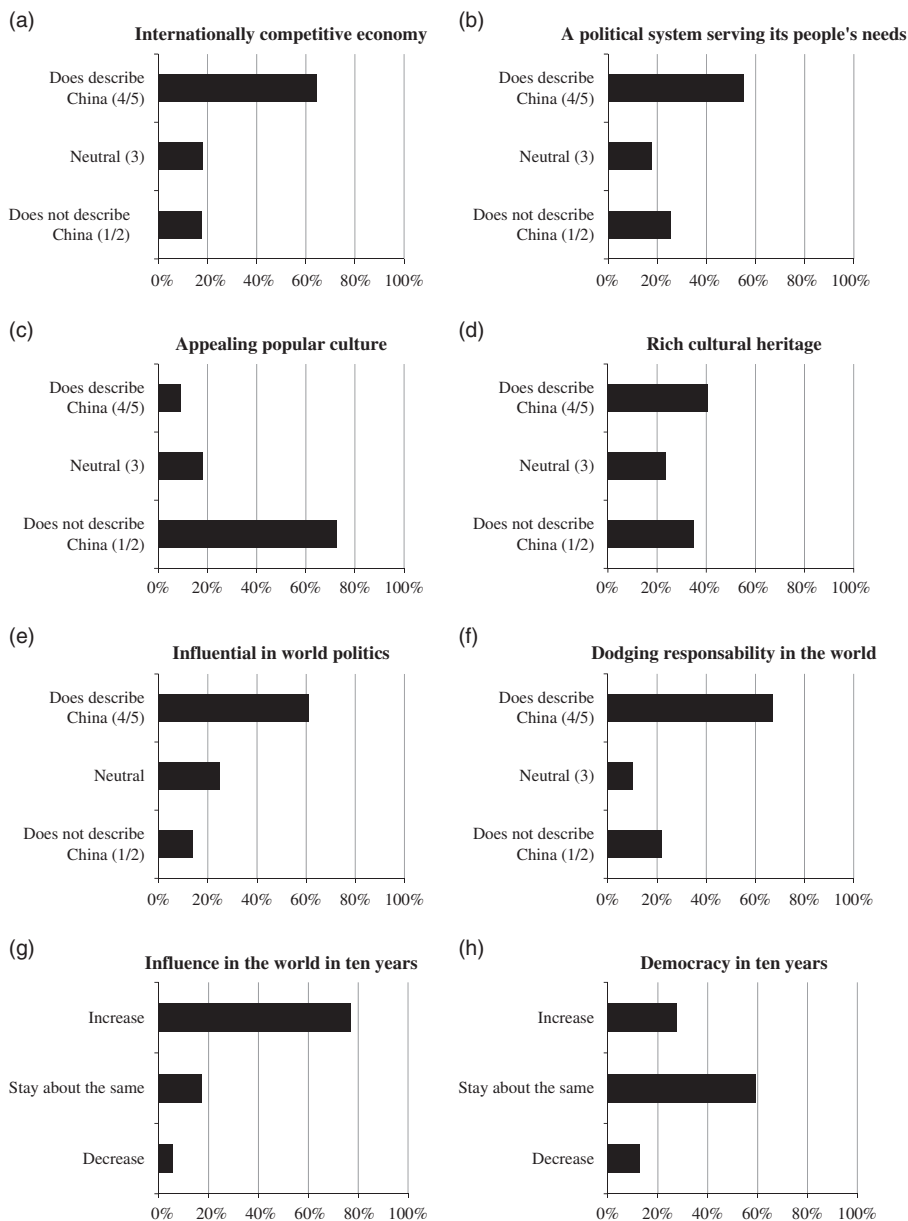 (a)
Internationally competitive economy
Does describe
China (4/5)
Neutral (3)
Does not describe
China (1/2)
0% 20% 40% 60% 80% 100%
(b)
A political system serving its people's needs
Does describe
China (4/5)
Neutral (3)
Does not describe
China (1/2)
0% 20% 40% 60% 80% 100%
(c)
Appealing popular culture
Does describe
China (4/5)
Neutral (3)
Does not describe
China (1/2)
0% 20% 40% 60% 80% 100%
(d)
Rich cultural heritage
Does describe
China (4/5)
Neutral (3)
Does not describe
China (1/2)
0% 20% 40% 60% 80% 100%
(e)
Influential in world politics
Does describe
China (4/5)
Neutral
Does not describe
China (1/2)
0% 20% 40% 60% 80% 100%
(f)
Dodging responsability in the world
Does describe
China (4/5)
Neutral (3)
Does not describe
China (1/2)
0% 20% 40% 60% 80% 100%
(g)
Influence in the world in ten years
Increase
Stay about the same
Decrease
0% 20% 40% 60% 80% 100%
(h)
Democracy in ten years
Increase
Stay about the same
Decrease
0% 20% 40% 60% 80% 100%